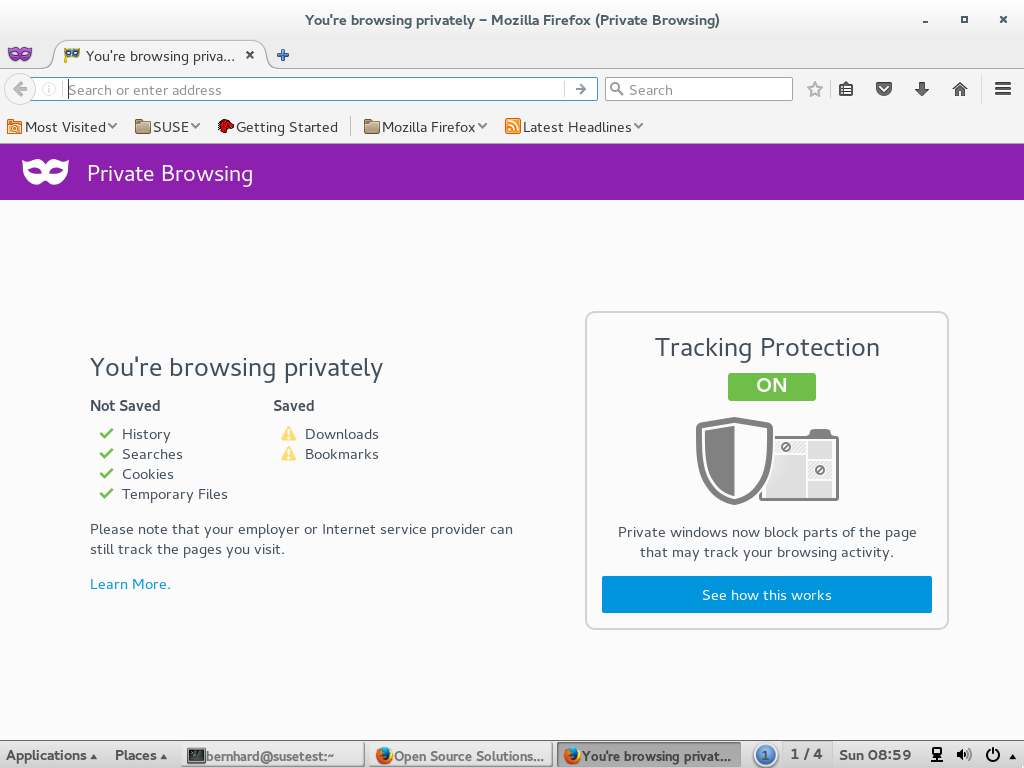 You're browsing privately – Mozilla Firefox (Private Browsing)
You're browsing priva...
Search or enter address
Search
Most Visited
SUSE
Getting Started
Mozilla Firefox
Latest Headlines
Private Browsing
You're browsing privately
Not Saved
Saved
History
Downloads
Searches
Bookmarks
Cookies
Temporary Files
Please note that your employer or Internet service provider can
still track the pages you visit.
Learn More.
Tracking Protection
ON
Private windows now block parts of the page
that may track your browsing activity.
See how this works
Applications
Places
bernhard@susetest:~
Open Source Solutions...
You're browsing privat...
1
1 / 4
Sun 08:59